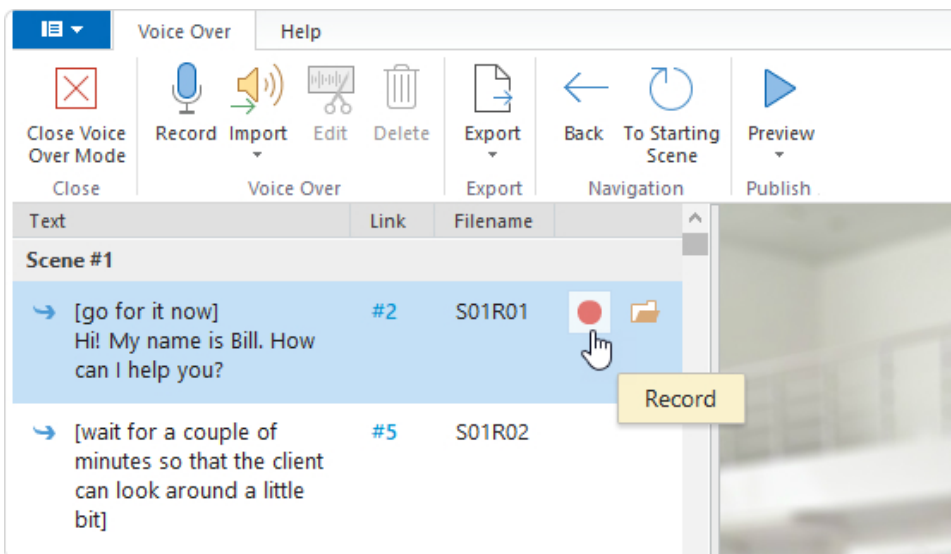 Voice Over Help
Close Voice Over Mode
Record Import Edit Delete
Export
Back To Starting Scene
Preview
Close Voice Over Export Navigation Publish
Text Link Filename
Scene #1
[go for it now] #2 S01R01
Hi! My name is Bill. How
can I help you?
Record
[wait for a couple of #5 S01R02
minutes so that the client
can look around a little
bit]